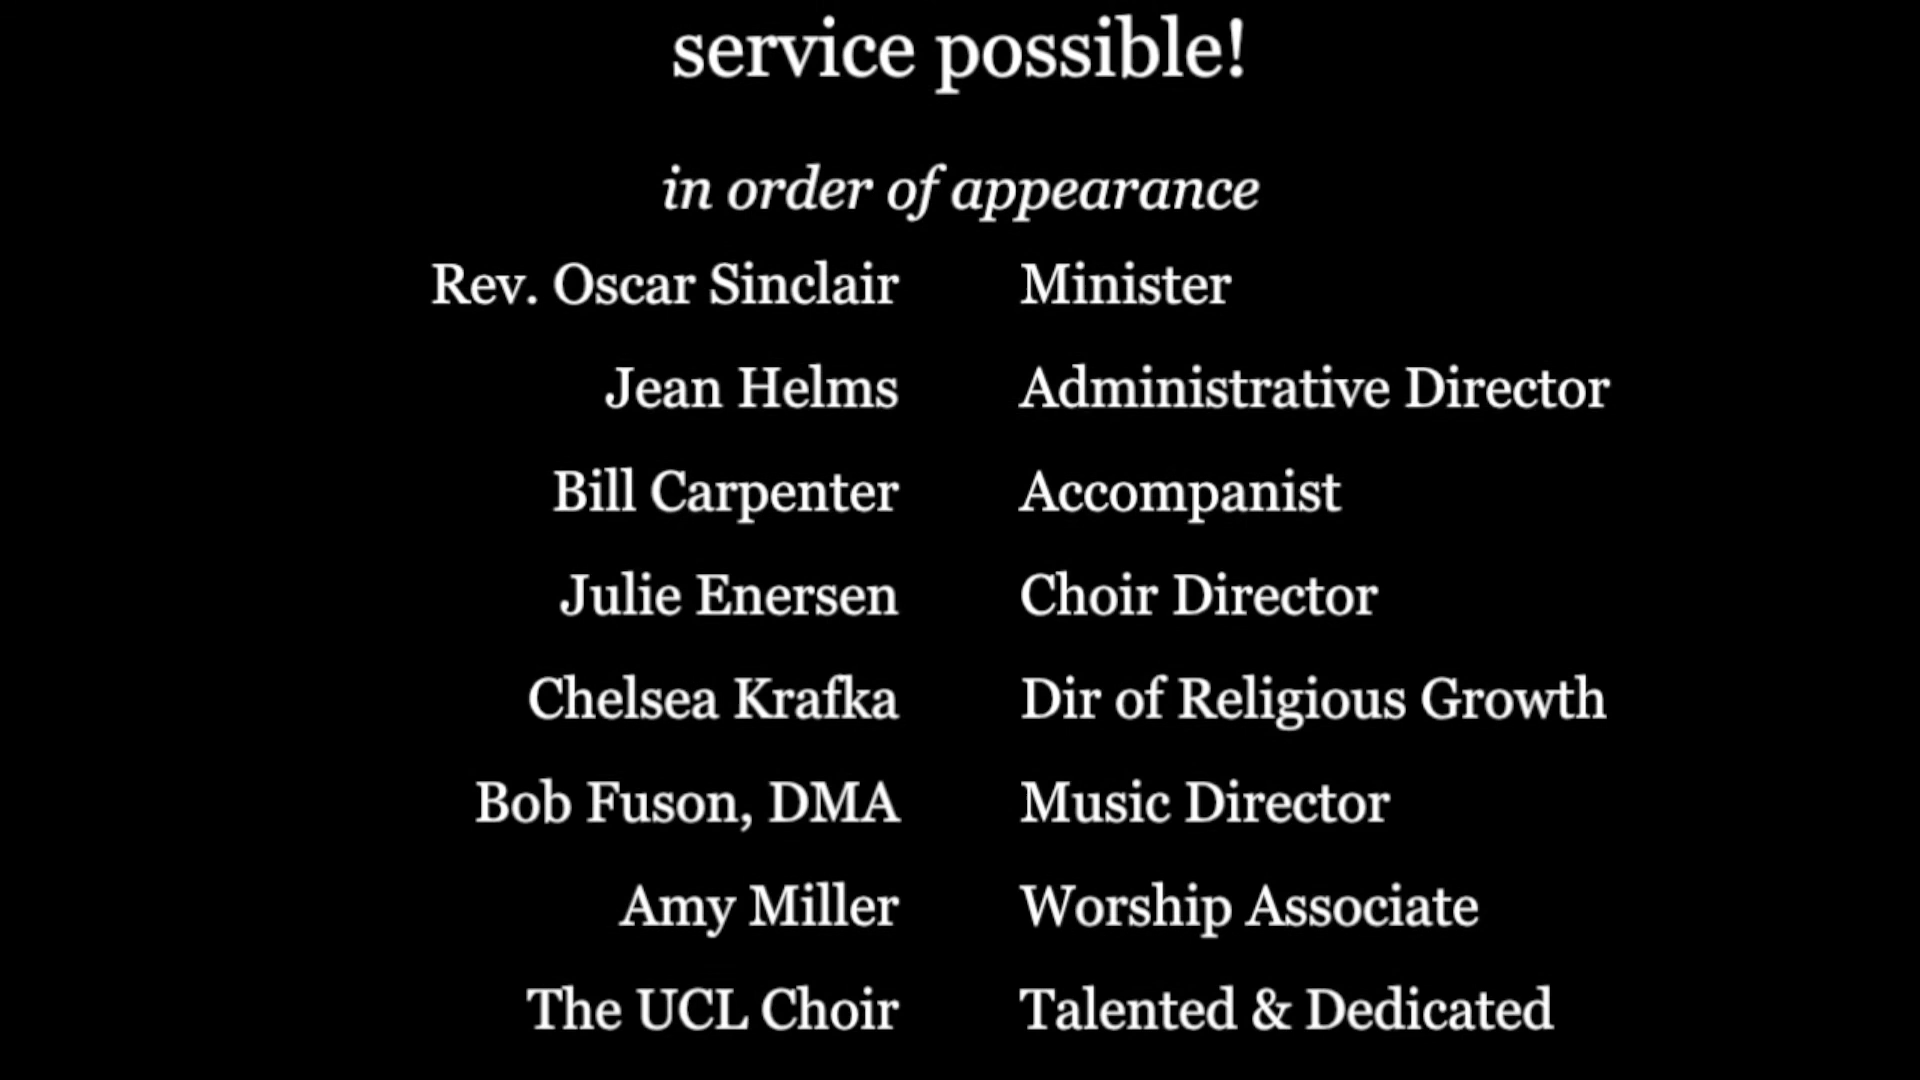 service possible!
in order of appearance
Rev. Oscar Sinclair Minister
Jean Helms Administrative Director
Bill Carpenter Accompanist
Julie Enersen Choir Director
Chelsea Krafka Dir of Religious Growth
Bob Fuson, DMA Music Director
Amy Miller Worship Associate
The UCL Choir Talented & Dedicated